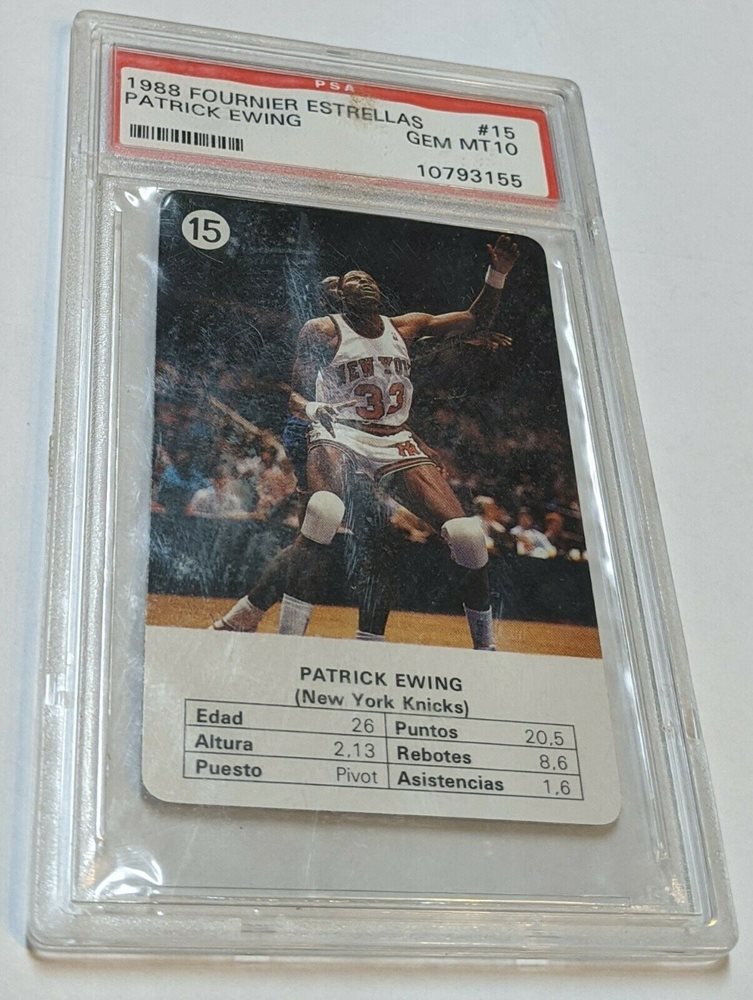 PSA
1988 FOURNIER ESTRELLAS #15
PATRICK EWING GEM MT10
10793155
15
NEW YO
33
PATRICK EWING
(New York Knicks)
Edad 26 Puntos 20,5
Altura 2,13 Rebotes 8,6
Puesto Pivot Asistencias 1,6